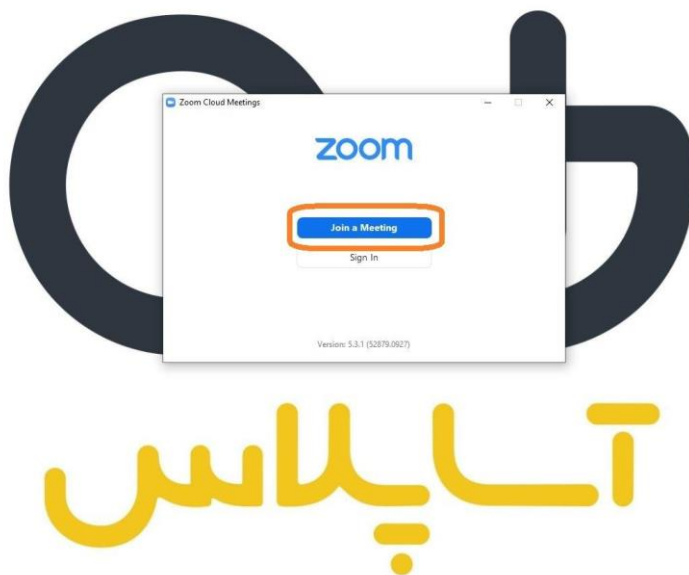 Zoom Cloud Meetings
zoom
Join a Meeting
Sign In
Version: 5.3.1 (52879.0927)
آساپلاس